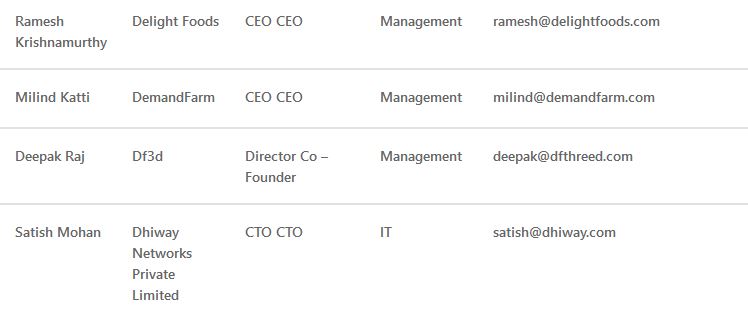 Ramesh Delight Foods CEO CEO Management ramesh@delightfoods.com
Krishnamurthy
Milind Katti DemandFarm CEO CEO Management milind@demandfarm.com
Deepak Raj Df3d Director Co – Management deepak@dfthreed.com
Founder
Satish Mohan Dhiway CTO CTO IT satish@dhiway.com
Networks
Private
Limited